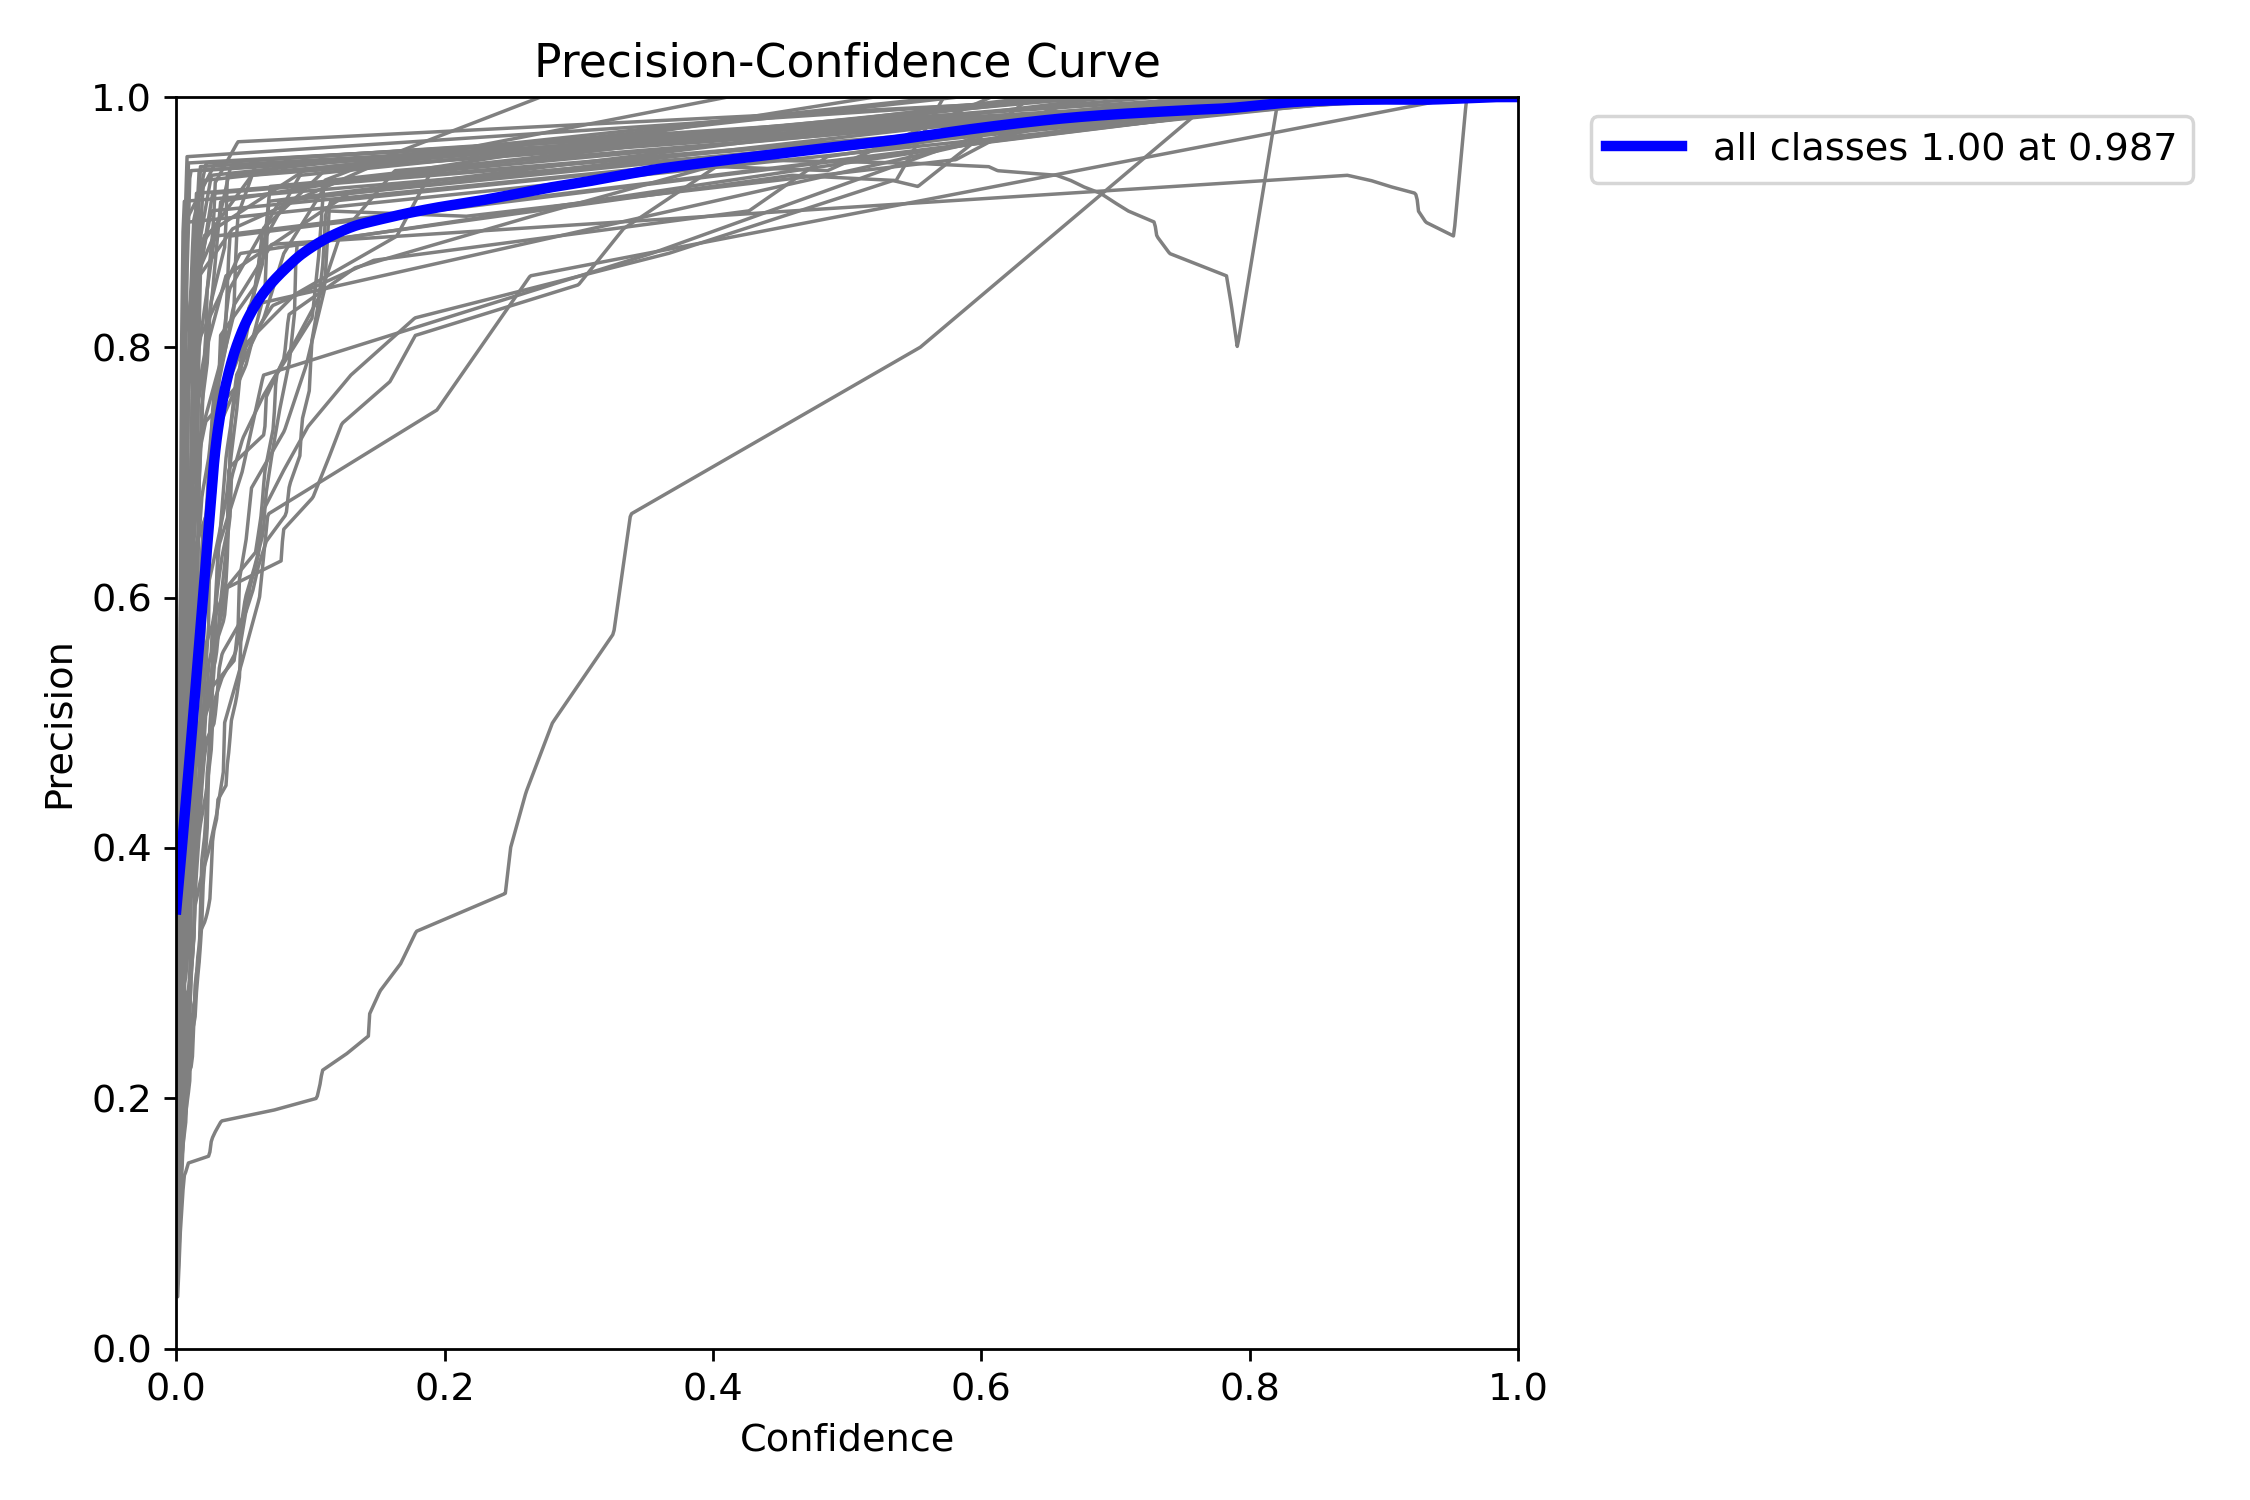 Precision-Confidence Curve
all classes 1.00 at 0.987
1.0
0.8
0.6
0.4
0.2
0.0
Precision
0.0 0.2 0.4 0.6 0.8 1.0
Confidence